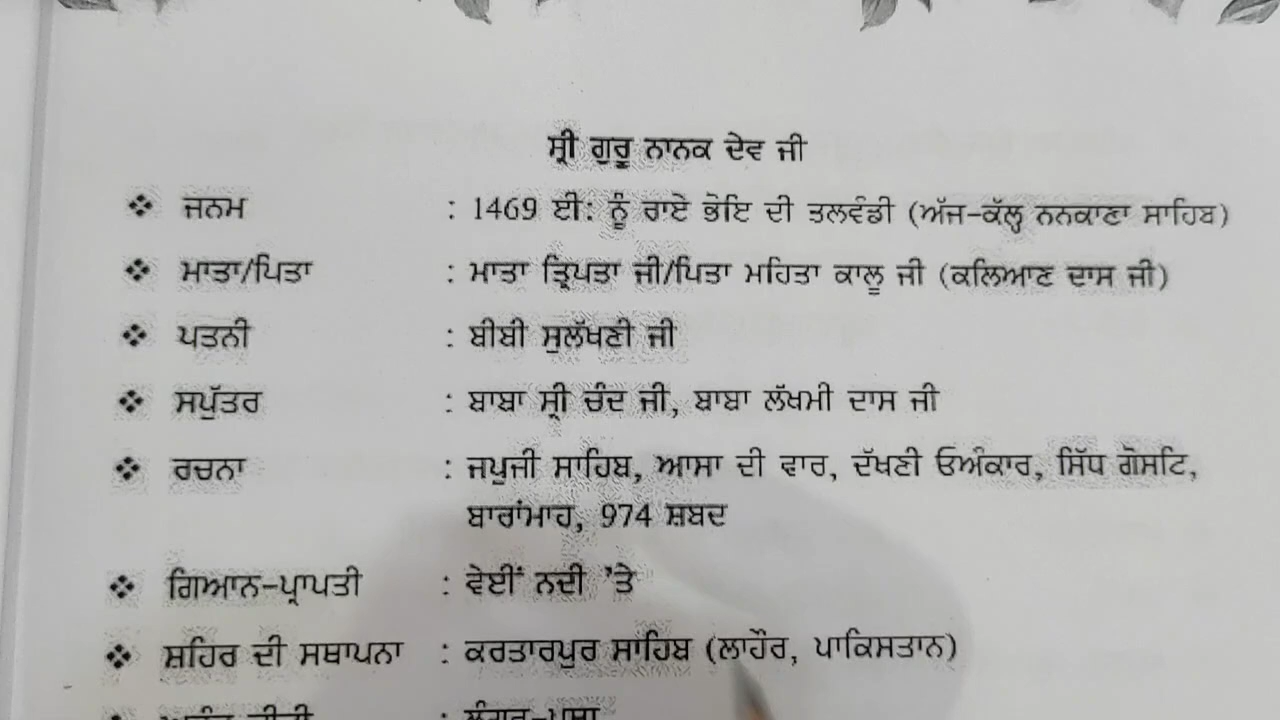 ਸ੍ਰੀ ਗੁਰੂ ਨਾਨਕ ਦੇਵ ਜੀ
❖ ਜਨਮ : 1469 ਈ: ਨੂੰ ਰਾਏ ਭੋਇ ਦੀ ਤਲਵੰਡੀ (ਅੱਜ-ਕੱਲ੍ਹ ਨਨਕਾਣਾ ਸਾਹਿਬ)
❖ ਮਾਤਾ/ਪਿਤਾ : ਮਾਤਾ ਤ੍ਰਿਪਤਾ ਜੀ/ਪਿਤਾ ਮਹਿਤਾ ਕਾਲੂ ਜੀ (ਕਲਿਆਣ ਦਾਸ ਜੀ)
❖ ਪਤਨੀ : ਬੀਬੀ ਸੁਲੱਖਣੀ ਜੀ
❖ ਸਪੁੱਤਰ : ਬਾਬਾ ਸ੍ਰੀ ਚੰਦ ਜੀ, ਬਾਬਾ ਲੱਖਮੀ ਦਾਸ ਜੀ
❖ ਰਚਨਾ : ਜਪੁਜੀ ਸਾਹਿਬ, ਆਸਾ ਦੀ ਵਾਰ, ਦੱਖਣੀ ਓਅੰਕਾਰ, ਸਿੱਧ ਗੋਸਟਿ,
ਬਾਰਾਂਮਾਹ, 974 ਸ਼ਬਦ
❖ ਗਿਆਨ-ਪ੍ਰਾਪਤੀ : ਵੇਈਂ ਨਦੀ 'ਤੇ
❖ ਸ਼ਹਿਰ ਦੀ ਸਥਾਪਨਾ : ਕਰਤਾਰਪੁਰ ਸਾਹਿਬ (ਲਾਹੌਰ, ਪਾਕਿਸਤਾਨ)